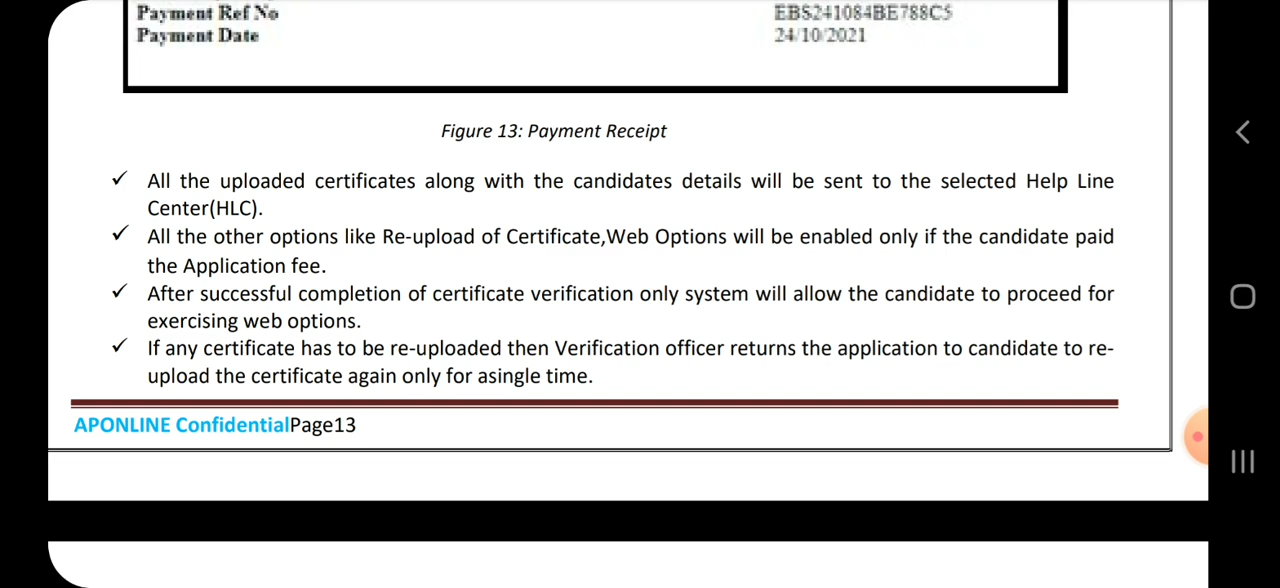 Payment Ref No EBS241084BE788C5
Payment Date 24/10/2021
Figure 13: Payment Receipt
✓ All the uploaded certificates along with the candidates details will be sent to the selected Help Line
Center(HLC).
✓ All the other options like Re-upload of Certificate,Web Options will be enabled only if the candidate paid
the Application fee.
✓ After successful completion of certificate verification only system will allow the candidate to proceed for
exercising web options.
✓ If any certificate has to be re-uploaded then Verification officer returns the application to candidate to re-
upload the certificate again only for asingle time.
APONLINE ConfidentialPage13